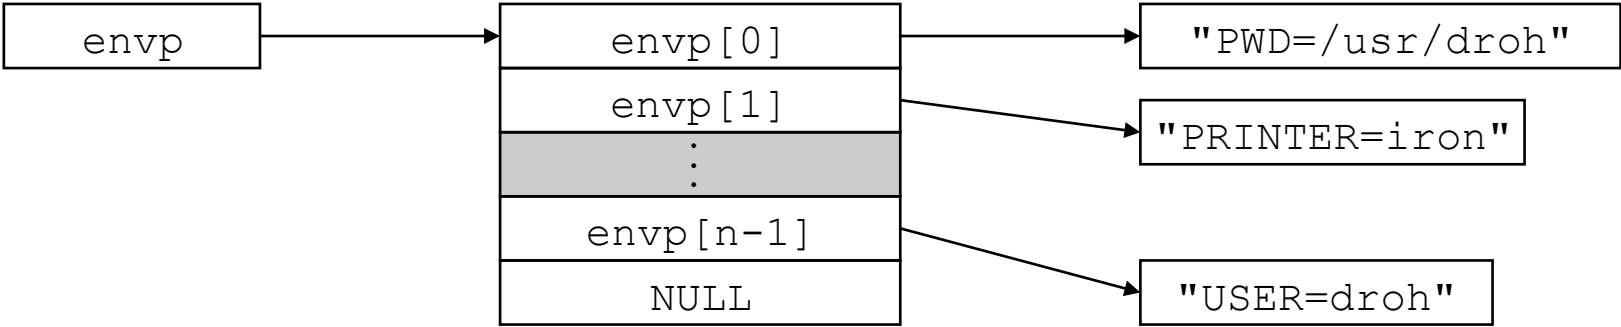 envp
envp[0]
"PWD=/usr/droh"
envp[1]
"PRINTER=iron"
envp[n-1]
NULL
"USER=droh"